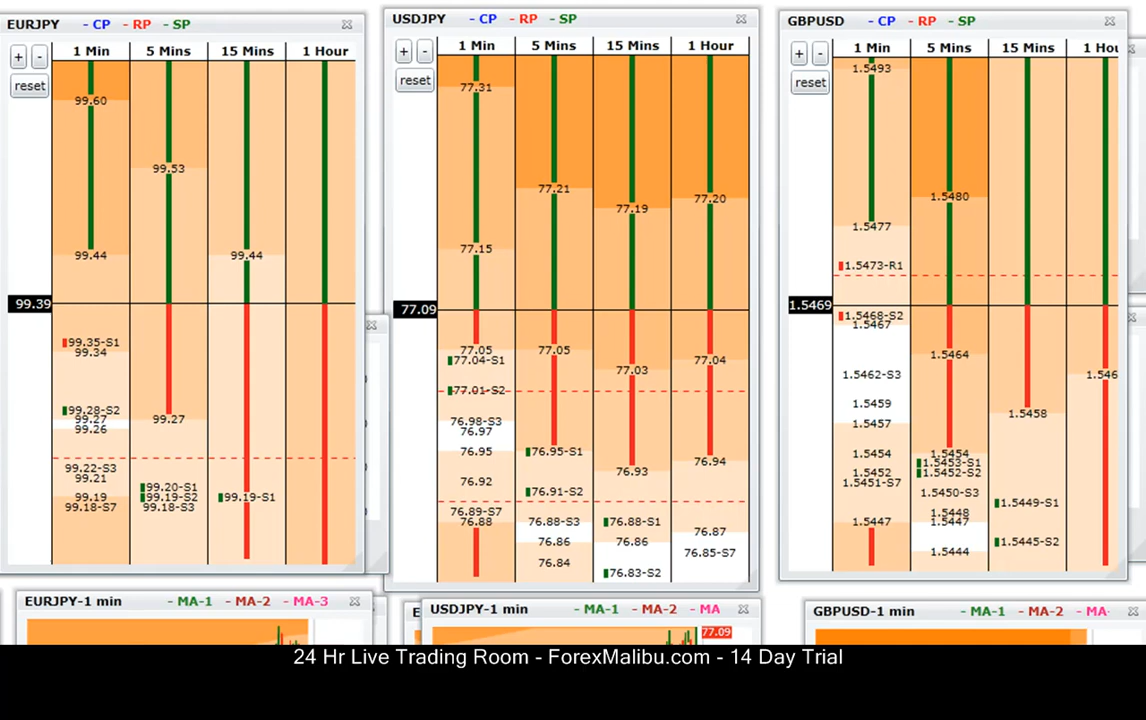 EURJPY - CP - RP - SP
1 Min 5 Mins 15 Mins 1 Hour
+ -
reset
99.60
99.53
99.44 99.44
99.39
99.35-S1
99.34
99.28-S2
99.27 99.27
99.26
99.22-S3
99.21
99.20-S1
99.19 99.19-S2 99.19-S1
99.18-S7 99.18-S3
USDJPY - CP - RP - SP
1 Min 5 Mins 15 Mins 1 Hour
+ -
reset
77.31
77.21
77.20
77.19
77.15
77.09
77.05 77.05
77.04-S1 77.04
77.03
77.01-S2
76.98-S3
76.97
76.95 76.95-S1
76.94
76.93
76.92
76.91-S2
76.89-S7
76.88 76.88-S3 76.88-S1
76.87
76.86 76.86
76.85-S7
76.84
76.83-S2
GBPUSD - CP - RP - SP
1 Min 5 Mins 15 Mins 1 Hou
+ -
reset
1.5493
1.5480
1.5477
1.5473-R1
1.5469
1.5468-S2
1.5467
1.5464
1.5462-S3 1.546
1.5459
1.5458
1.5457
1.5454 1.5454
1.5453-S1
1.5452 1.5452-S2
1.5451-S7
1.5450-S3
1.5449-S1
1.5448
1.5447 1.5447
1.5445-S2
1.5444
EURJPY-1 min - MA-1 - MA-2 - MA-3
E
USDJPY-1 min - MA-1 - MA-2 - MA
77.09
GBPUSD-1 min - MA-1 - MA-2 - MA-
24 Hr Live Trading Room - ForexMalibu.com - 14 Day Trial